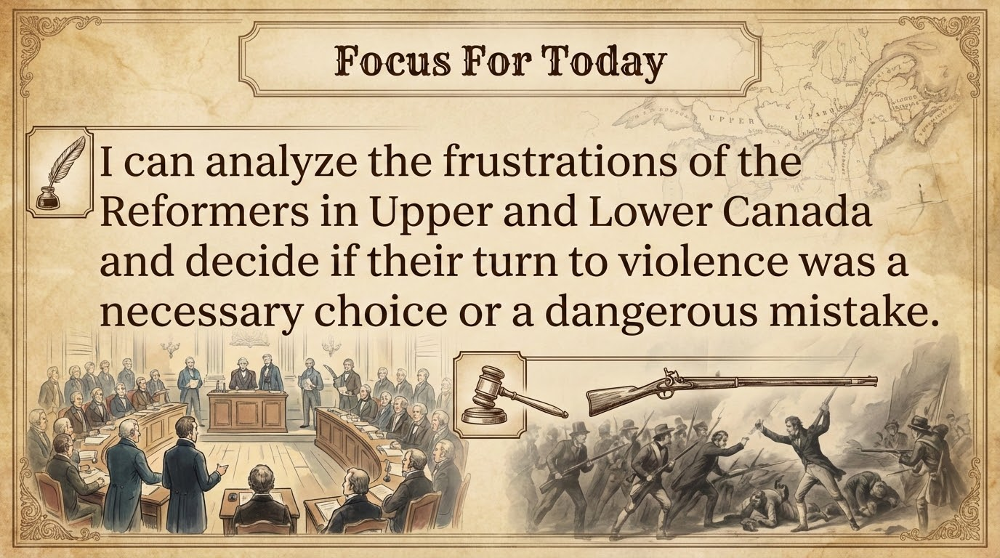 Focus For Today
I can analyze the frustrations of the
Reformers in Upper and Lower Canada
and decide if their turn to violence was a
necessary choice or a dangerous mistake.
UPPER